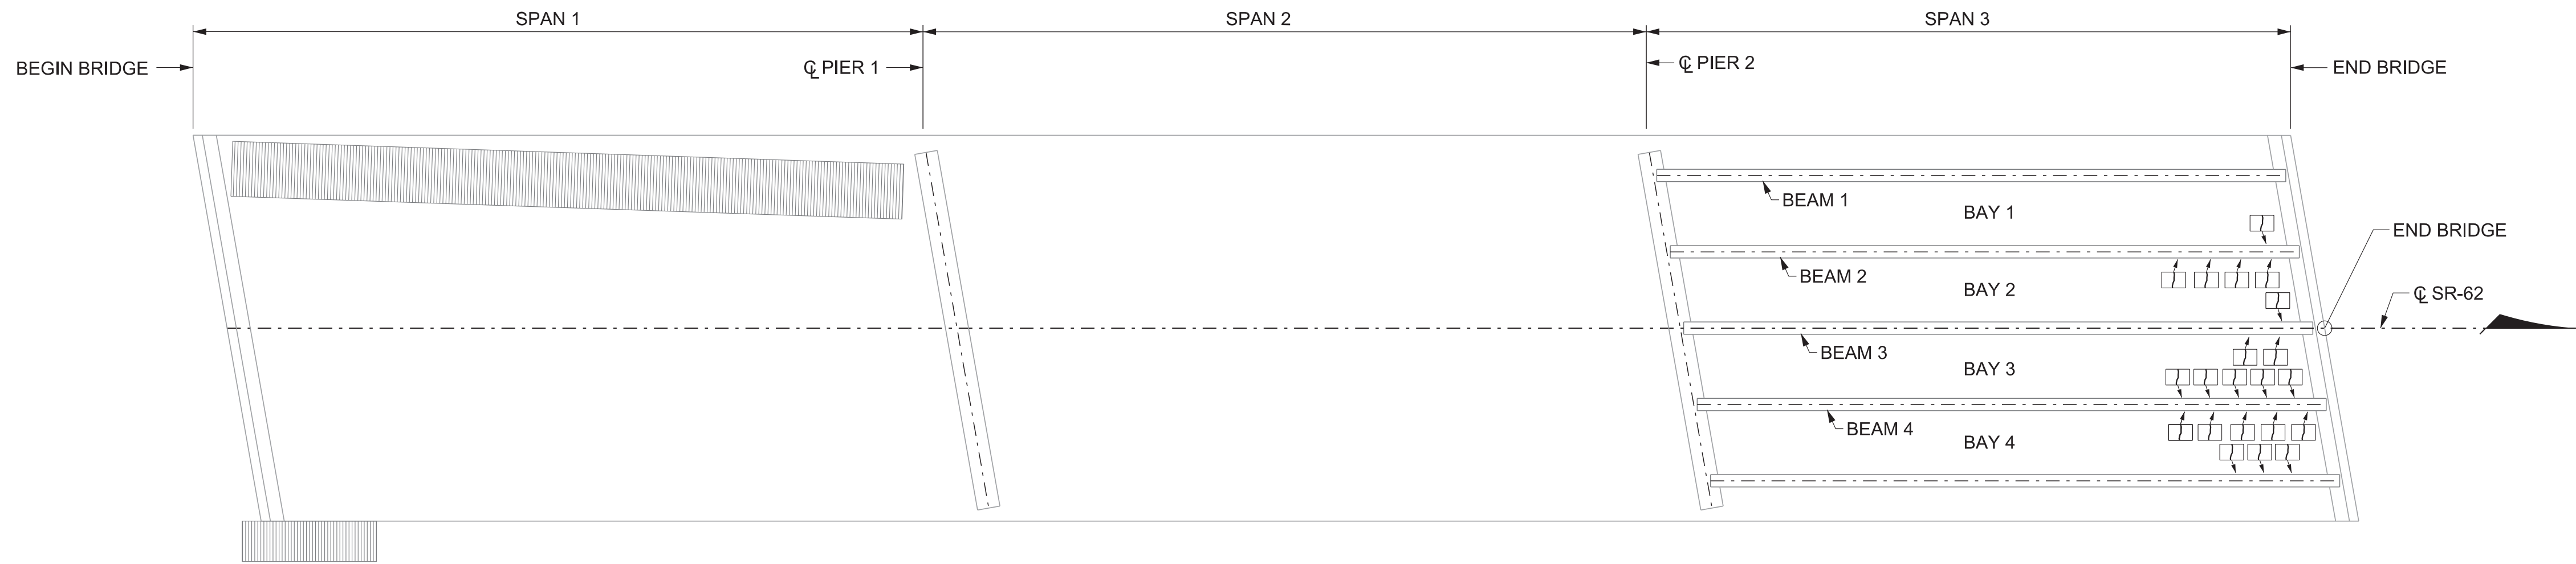 SPAN 1
SPAN 2
SPAN 3
BEGIN BRIDGE
℄ PIER 1
℄ PIER 2
END BRIDGE
BEAM 1
BAY 1
END BRIDGE
BEAM 2
BAY 2
℄ SR-62
BEAM 3
BAY 3
BEAM 4
BAY 4